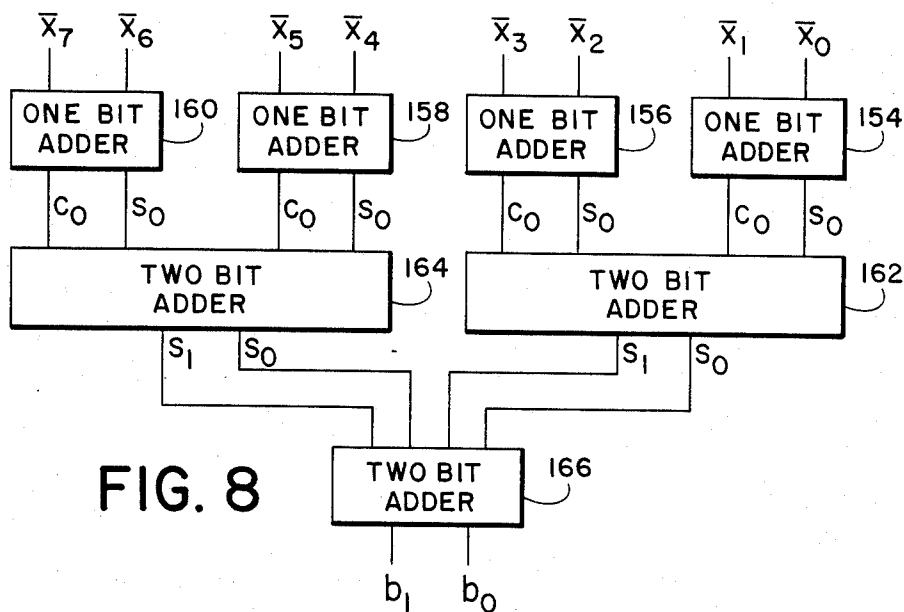 x̄7 x̄6 x̄5 x̄4 x̄3 x̄2 x̄1 x̄0
ONE BIT ADDER 160 ONE BIT ADDER 158 ONE BIT ADDER 156 ONE BIT ADDER 154
C0 S0 C0 S0 C0 S0 C0 S0
TWO BIT ADDER 164 TWO BIT ADDER 162
S1 S0 S1 S0
TWO BIT ADDER 166
FIG. 8
b1 b0